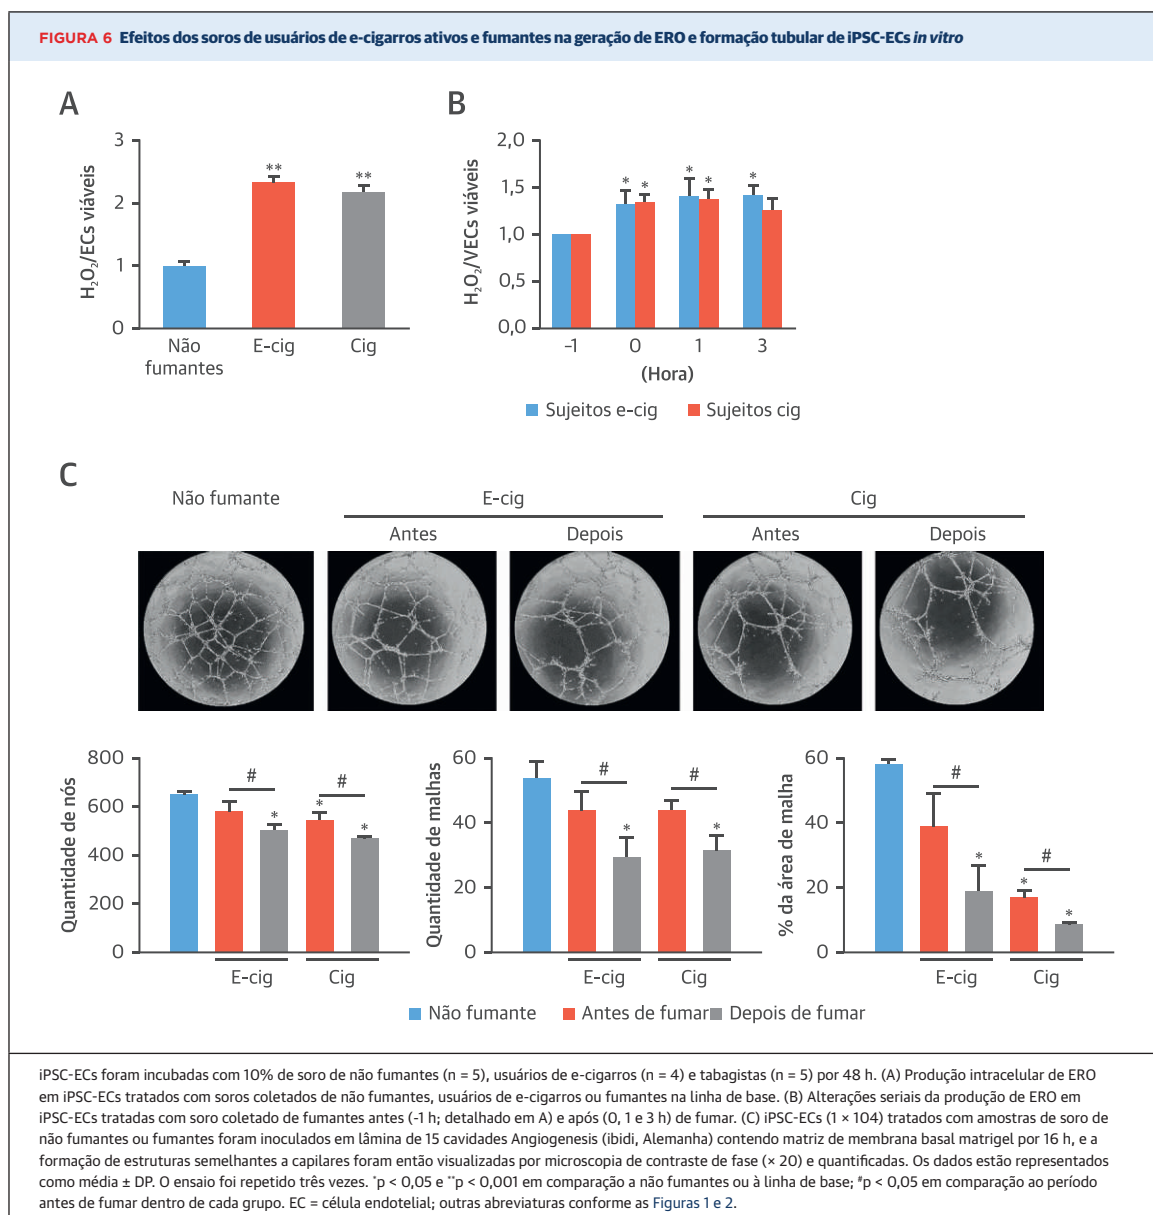 FIGURA 6 Efeitos dos soros de usuários de e-cigarros ativos e fumantes na geração de ERO e formação tubular de iPSC-ECs in vitro
A
H₂O₂/ECs viáveis
3
2
1
0
**
**
Não fumantes
E-cig
Cig
B
H₂O₂/VECs viáveis
2,0
1,5
1,0
0,5
0,0
* * * * *
-1 0 1 3
(Hora)
Sujeitos e-cig Sujeitos cig
C
Não fumante E-cig Cig
Antes Depois Antes Depois
Quantidade de nós
800
600
400
200
0
# #
* * *
E-cig Cig
Quantidade de malhas
60
40
20
0
# #
* *
E-cig Cig
% da área de malha
60
40
20
0
# #
* * *
E-cig Cig
Não fumante Antes de fumar Depois de fumar
iPSC-ECs foram incubadas com 10% de soro de não fumantes (n = 5), usuários de e-cigarros (n = 4) e tabagistas (n = 5) por 48 h. (A) Produção intracelular de ERO
em iPSC-ECs tratados com soros coletados de não fumantes, usuários de e-cigarros ou fumantes na linha de base. (B) Alterações seriais da produção de ERO em
iPSC-ECs tratadas com soro coletado de fumantes antes (-1 h; detalhado em A) e após (0, 1 e 3 h) de fumar. (C) iPSC-ECs (1 × 104) tratados com amostras de soro de
não fumantes ou fumantes foram inoculados em lâmina de 15 cavidades Angiogenesis (ibidi, Alemanha) contendo matriz de membrana basal matrigel por 16 h, e a
formação de estruturas semelhantes a capilares foram então visualizadas por microscopia de contraste de fase (× 20) e quantificadas. Os dados estão representados
como média ± DP. O ensaio foi repetido três vezes. *p < 0,05 e **p < 0,001 em comparação a não fumantes ou à linha de base; #p < 0,05 em comparação ao período
antes de fumar dentro de cada grupo. EC = célula endotelial; outras abreviaturas conforme as Figuras 1 e 2.